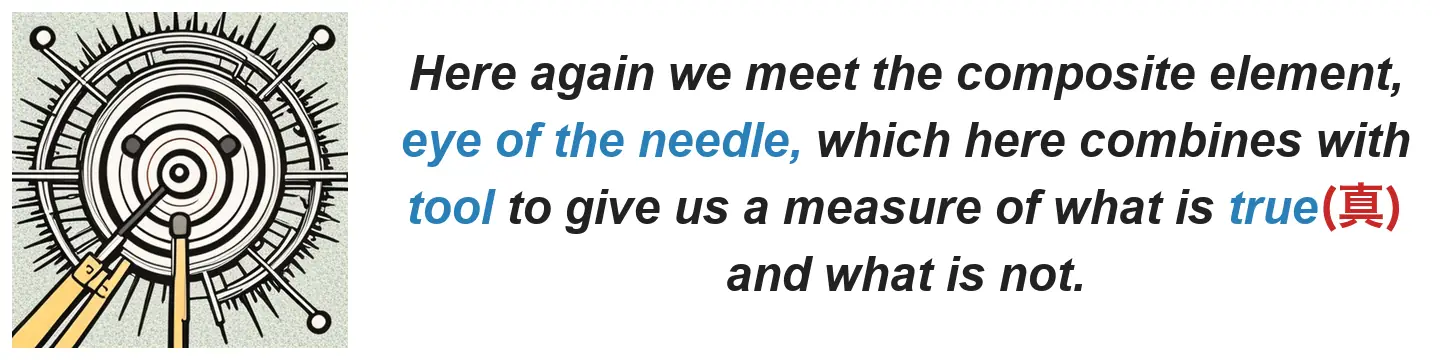 Here again we meet the composite element,
eye of the needle, which here combines with
tool to give us a measure of what is true(真)
and what is not.